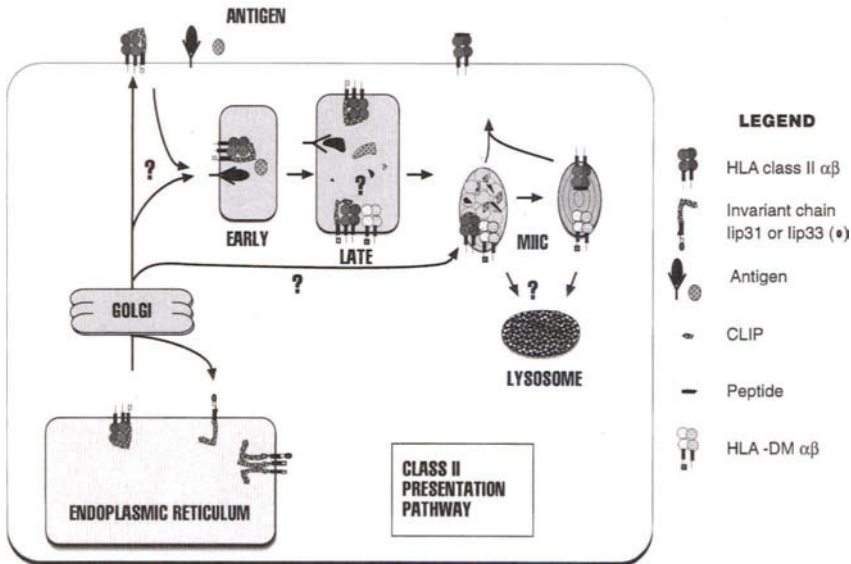 ANTIGEN
?
EARLY
?
LATE
MIIC
?
GOLGI
?
LYSOSOME
ENDOPLASMIC RETICULUM
CLASS II
PRESENTATION
PATHWAY
LEGEND
HLA class II αβ
Invariant chain
Iip31 or Iip33 (•)
Antigen
CLIP
Peptide
HLA -DM αβ